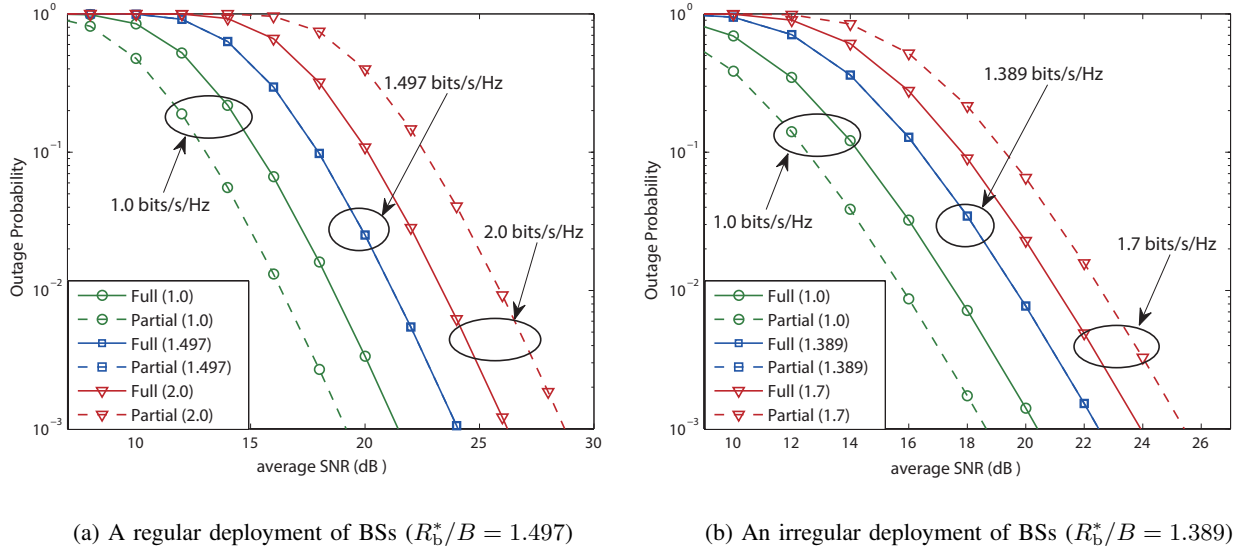 10^0
10^-1
10^-2
10^-3
Outage Probability
1.497 bits/s/Hz
1.0 bits/s/Hz
2.0 bits/s/Hz
Full (1.0)
Partial (1.0)
Full (1.497)
Partial (1.497)
Full (2.0)
Partial (2.0)
10 15 20 25 30
average SNR (dB )
(a) A regular deployment of BSs (R_b^*/B = 1.497)
10^0
10^-1
10^-2
10^-3
Outage Probability
1.389 bits/s/Hz
1.0 bits/s/Hz
1.7 bits/s/Hz
Full (1.0)
Partial (1.0)
Full (1.389)
Partial (1.389)
Full (1.7)
Partial (1.7)
10 12 14 16 18 20 22 24 26
average SNR (dB )
(b) An irregular deployment of BSs (R_b^*/B = 1.389)